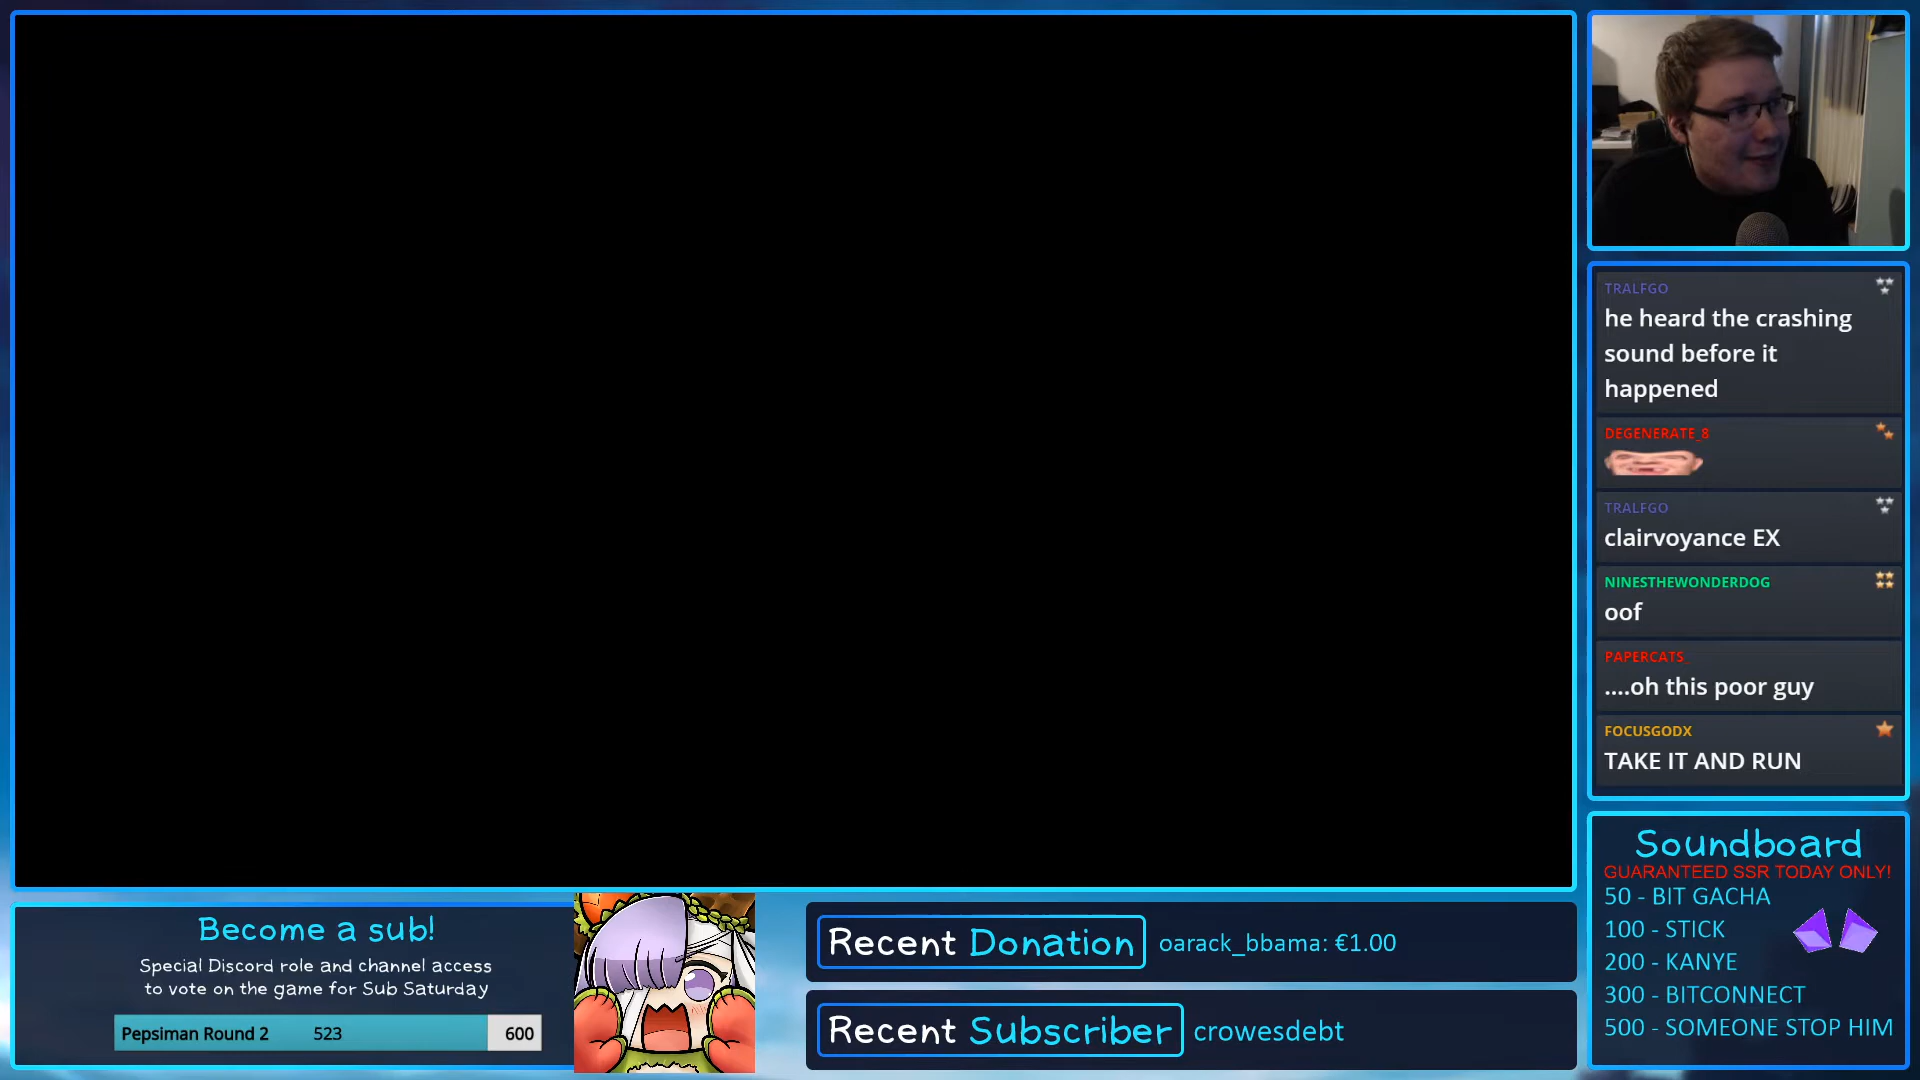 TRALFGO
he heard the crashing
sound before it
happened
DEGENERATE_8
TRALFGO
clairvoyance EX
NINESTHEWONDERDOG
oof
PAPERCATS_
....oh this poor guy
FOCUSGODX
TAKE IT AND RUN
Soundboard
GUARANTEED SSR TODAY ONLY!
50 - BIT GACHA
100 - STICK
200 - KANYE
300 - BITCONNECT
500 - SOMEONE STOP HIM
Become a sub!
Special Discord role and channel access
to vote on the game for Sub Saturday
Pepsiman Round 2 523 600
Recent Donation oarack_bbama: €1.00
Recent Subscriber crowesdebt